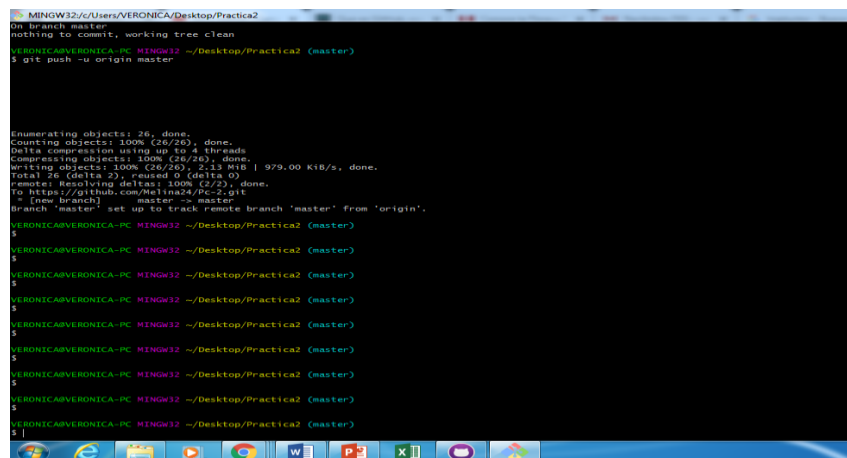 MINGW32:/c/Users/VERONICA/Desktop/Practica2
On branch master
nothing to commit, working tree clean
VERONICA@VERONICA-PC MINGW32 ~/Desktop/Practica2 (master)
$ git push -u origin master
Enumerating objects: 26, done.
Counting objects: 100% (26/26), done.
Delta compression using up to 4 threads
Compressing objects: 100% (26/26), done.
Writing objects: 100% (26/26), 2.13 MiB | 979.00 KiB/s, done.
Total 26 (delta 2), reused 0 (delta 0)
remote: Resolving deltas: 100% (2/2), done.
To https://github.com/Melina24/Pc-2.git
 * [new branch]      master -> master
Branch 'master' set up to track remote branch 'master' from 'origin'.
VERONICA@VERONICA-PC MINGW32 ~/Desktop/Practica2 (master)
$
VERONICA@VERONICA-PC MINGW32 ~/Desktop/Practica2 (master)
$
VERONICA@VERONICA-PC MINGW32 ~/Desktop/Practica2 (master)
$
VERONICA@VERONICA-PC MINGW32 ~/Desktop/Practica2 (master)
$
VERONICA@VERONICA-PC MINGW32 ~/Desktop/Practica2 (master)
$
VERONICA@VERONICA-PC MINGW32 ~/Desktop/Practica2 (master)
$
VERONICA@VERONICA-PC MINGW32 ~/Desktop/Practica2 (master)
$
VERONICA@VERONICA-PC MINGW32 ~/Desktop/Practica2 (master)
$
VERONICA@VERONICA-PC MINGW32 ~/Desktop/Practica2 (master)
$